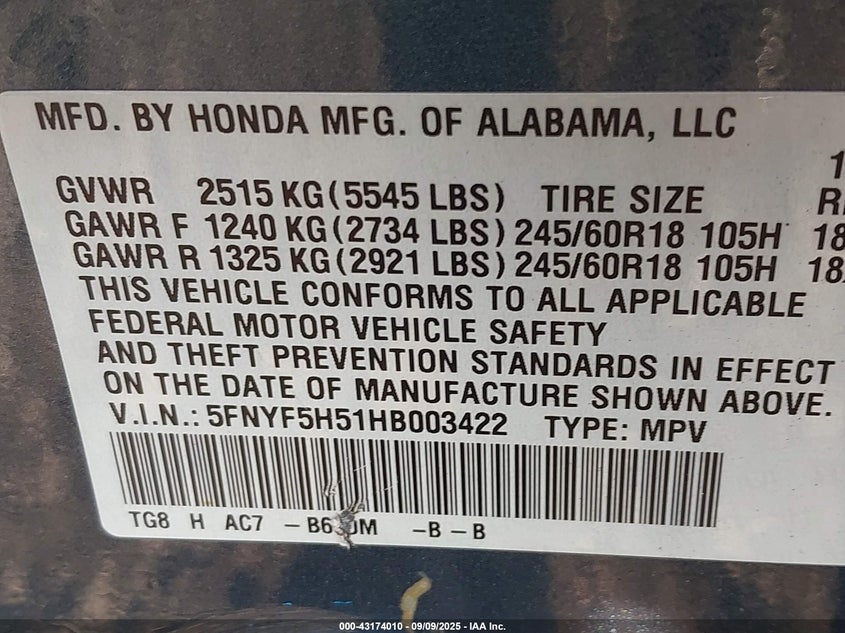 MFD. BY HONDA MFG. OF ALABAMA, LLC
GVWR 2515 KG (5545 LBS) TIRE SIZE
GAWR F 1240 KG (2734 LBS) 245/60R18 105H 18
GAWR R 1325 KG (2921 LBS) 245/60R18 105H 18
THIS VEHICLE CONFORMS TO ALL APPLICABLE
FEDERAL MOTOR VEHICLE SAFETY
AND THEFT PREVENTION STANDARDS IN EFFECT
ON THE DATE OF MANUFACTURE SHOWN ABOVE.
V.I.N.: 5FNYF5H51HB003422 TYPE: MPV
TG8 H AC7 -B -B
000-43174010 - 09/09/2025 - IAA Inc.